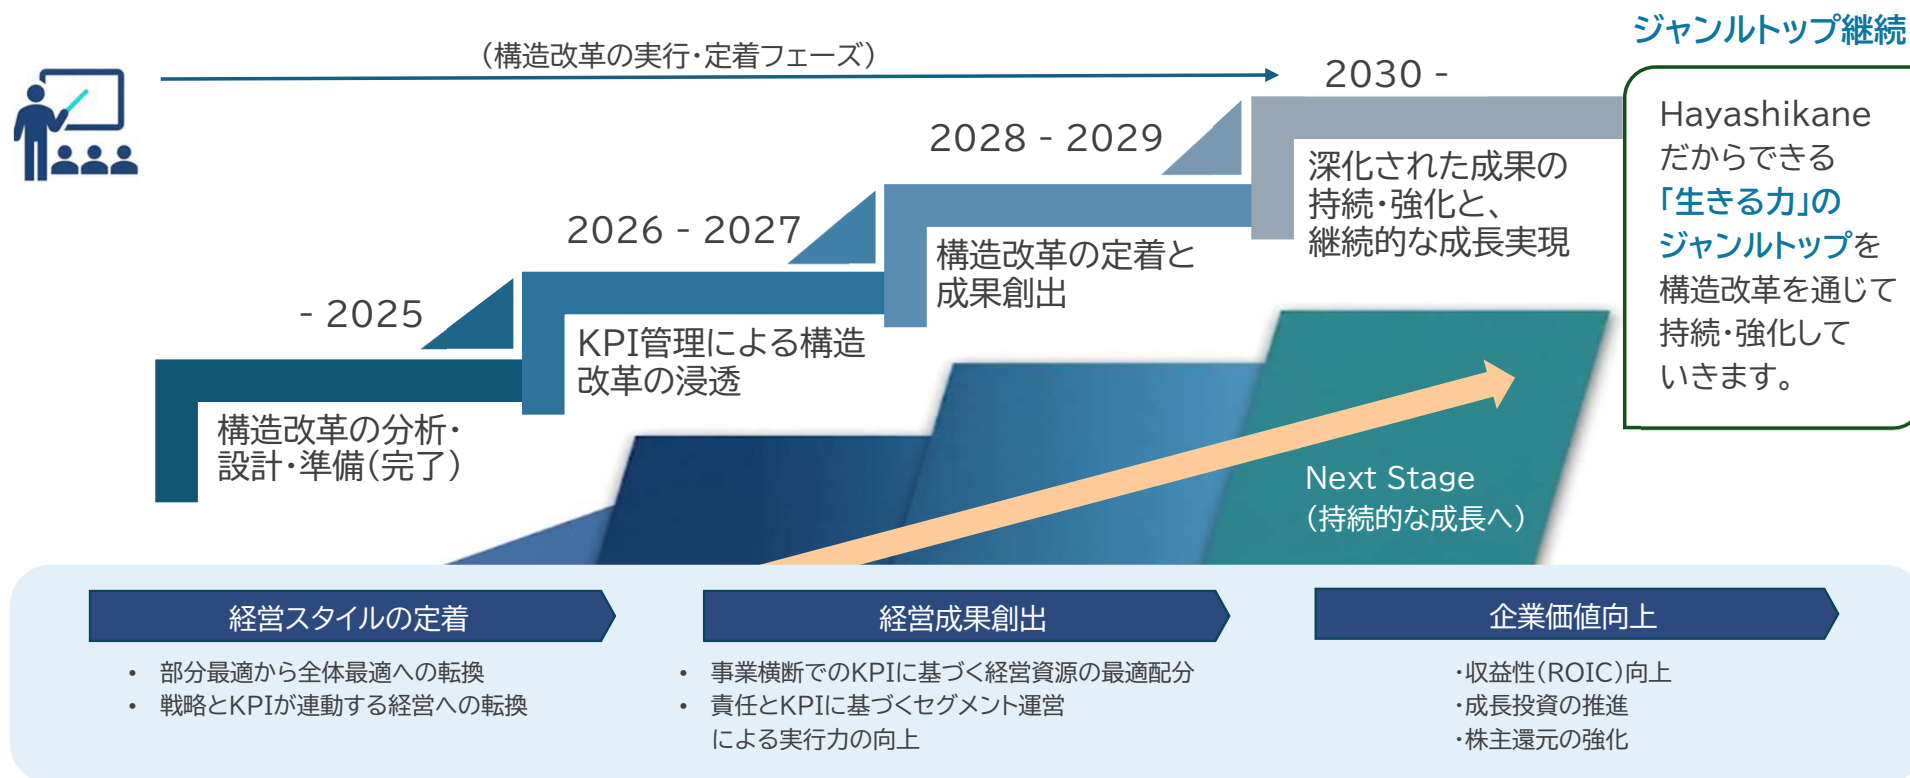 ジャンルトップ継続
（構造改革の実行・定着フェーズ）
2030 -
Hayashikane
だからできる
「生きる力」の
ジャンルトップを
構造改革を通じて
持続・強化して
いきます。
2028 - 2029
深化された成果の
持続・強化と、
継続的な成長実現
2026 - 2027
構造改革の定着と
成果創出
- 2025
KPI管理による構造
改革の浸透
構造改革の分析・
設計・準備（完了）
Next Stage
（持続的な成長へ）
経営スタイルの定着
• 部分最適から全体最適への転換
• 戦略とKPIが連動する経営への転換
経営成果創出
• 事業横断でのKPIに基づく経営資源の最適配分
• 責任とKPIに基づくセグメント運営
による実行力の向上
企業価値向上
・収益性（ROIC）向上
・成長投資の推進
・株主還元の強化